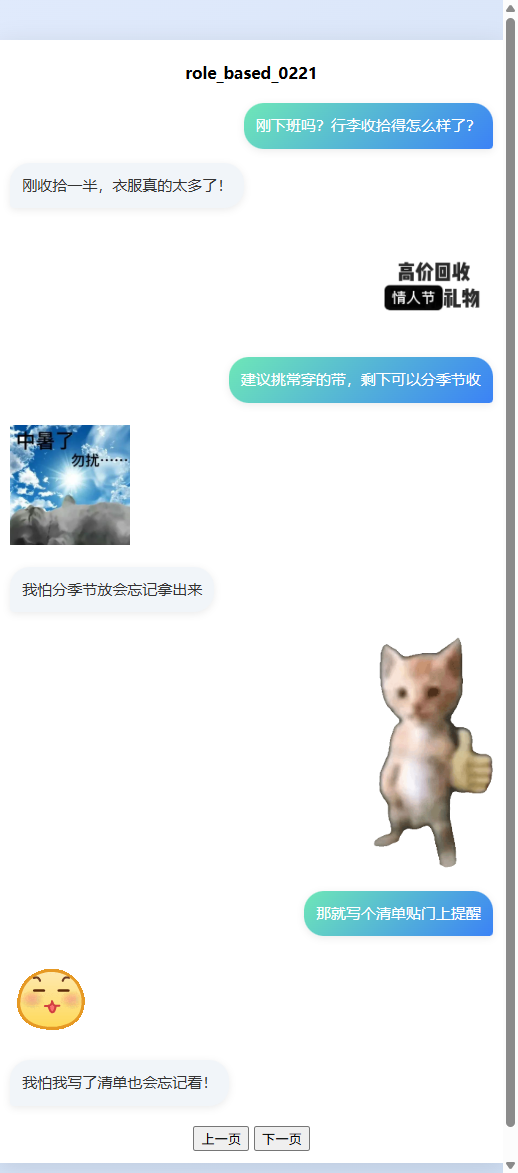 role_based_0221
刚下班吗？行李收拾得怎么样了？
刚收拾一半，衣服真的太多了！
高价回收
情人节礼物
建议挑常穿的带，剩下可以分季节收
中暑了
勿扰……
我怕分季节放会忘记拿出来
那就写个清单贴门上提醒
我怕我写了清单也会忘记看！
上一页 下一页